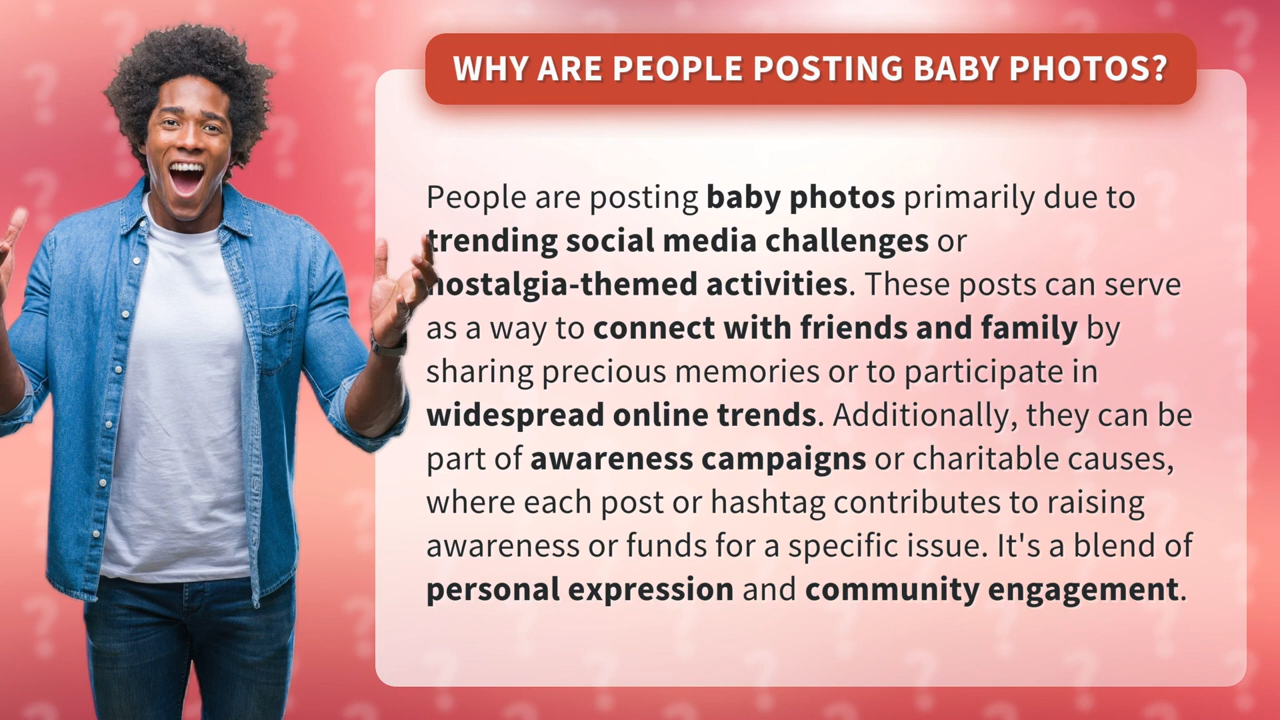 WHY ARE PEOPLE POSTING BABY PHOTOS?
People are posting baby photos primarily due to
trending social media challenges or
nostalgia-themed activities. These posts can serve
as a way to connect with friends and family by
sharing precious memories or to participate in
widespread online trends. Additionally, they can be
part of awareness campaigns or charitable causes,
where each post or hashtag contributes to raising
awareness or funds for a specific issue. It's a blend of
personal expression and community engagement.